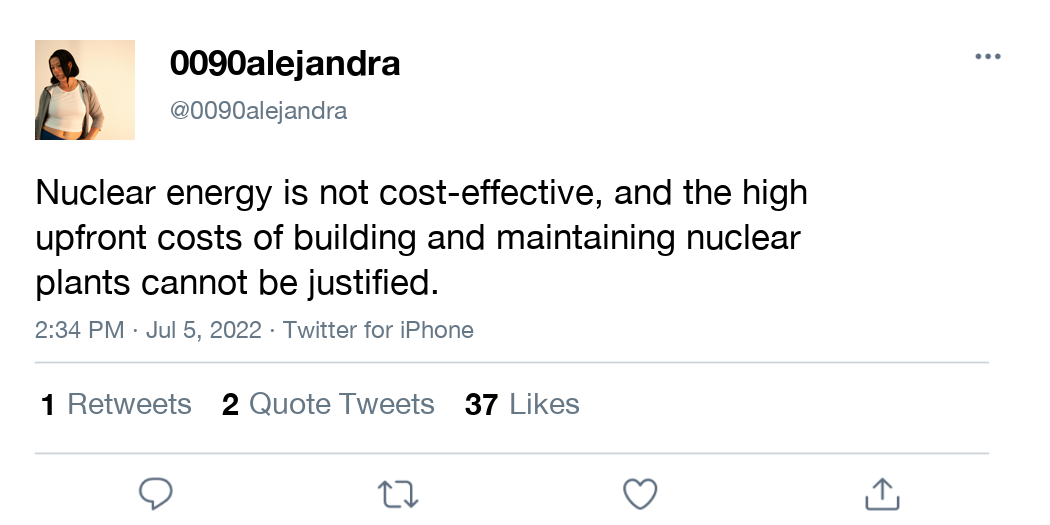 0090alejandra
@0090alejandra
Nuclear energy is not cost-effective, and the high
upfront costs of building and maintaining nuclear
plants cannot be justified.
2:34 PM · Jul 5, 2022 · Twitter for iPhone
1 Retweets 2 Quote Tweets 37 Likes